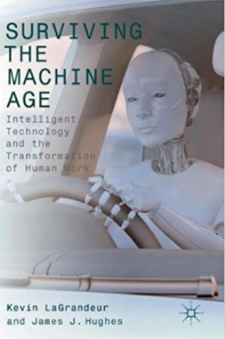 SURVIVING
THE
MACHINE
AGE
Intelligent
Technology
and the
Transformation
of Human Work
Kevin LaGrandeur
and James J. Hughes